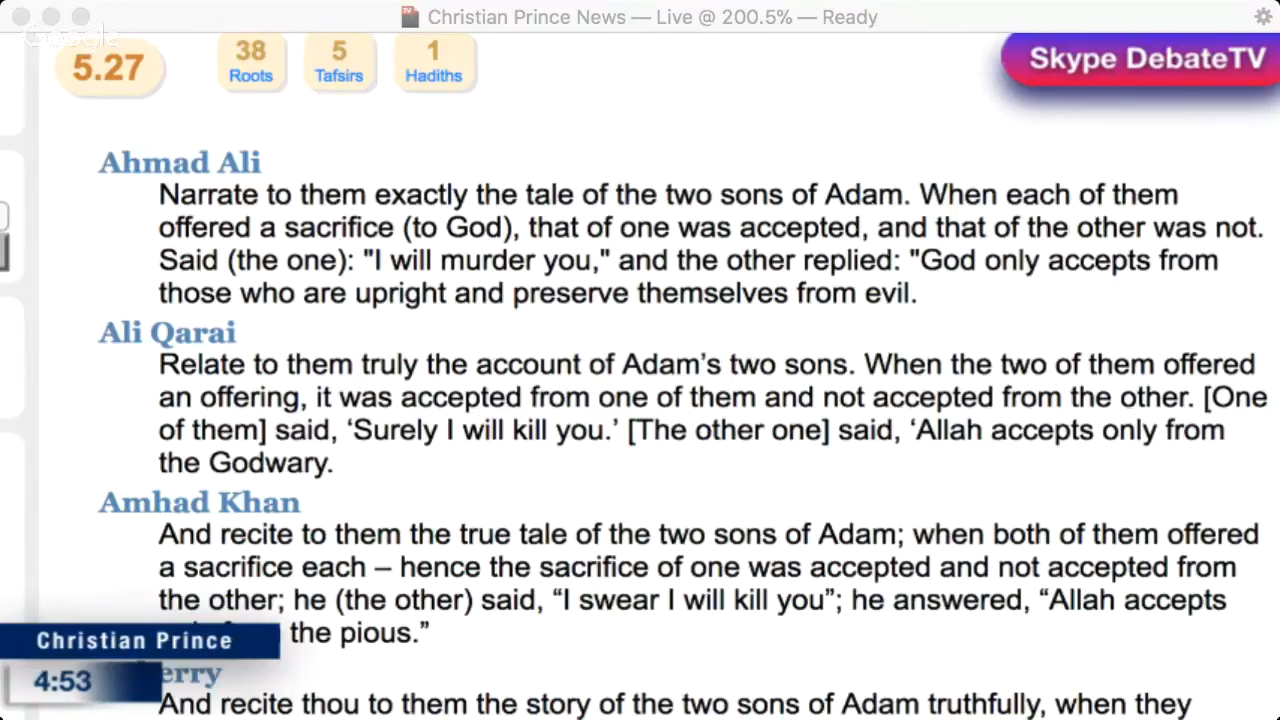 Christian Prince News — Live @ 200.5% — Ready
Google
5.27
38
Roots
5
Tafsirs
1
Hadiths
Skype DebateTV
Ahmad Ali
Narrate to them exactly the tale of the two sons of Adam. When each of them
offered a sacrifice (to God), that of one was accepted, and that of the other was not.
Said (the one): "I will murder you," and the other replied: "God only accepts from
those who are upright and preserve themselves from evil.
Ali Qarai
Relate to them truly the account of Adam’s two sons. When the two of them offered
an offering, it was accepted from one of them and not accepted from the other. [One
of them] said, ‘Surely I will kill you.’ [The other one] said, ‘Allah accepts only from
the Godwary.
Amhad Khan
And recite to them the true tale of the two sons of Adam; when both of them offered
a sacrifice each – hence the sacrifice of one was accepted and not accepted from
the other; he (the other) said, “I swear I will kill you”; he answered, “Allah accepts
the pious.”
Christian Prince
4:53
erry
And recite thou to them the story of the two sons of Adam truthfully, when they